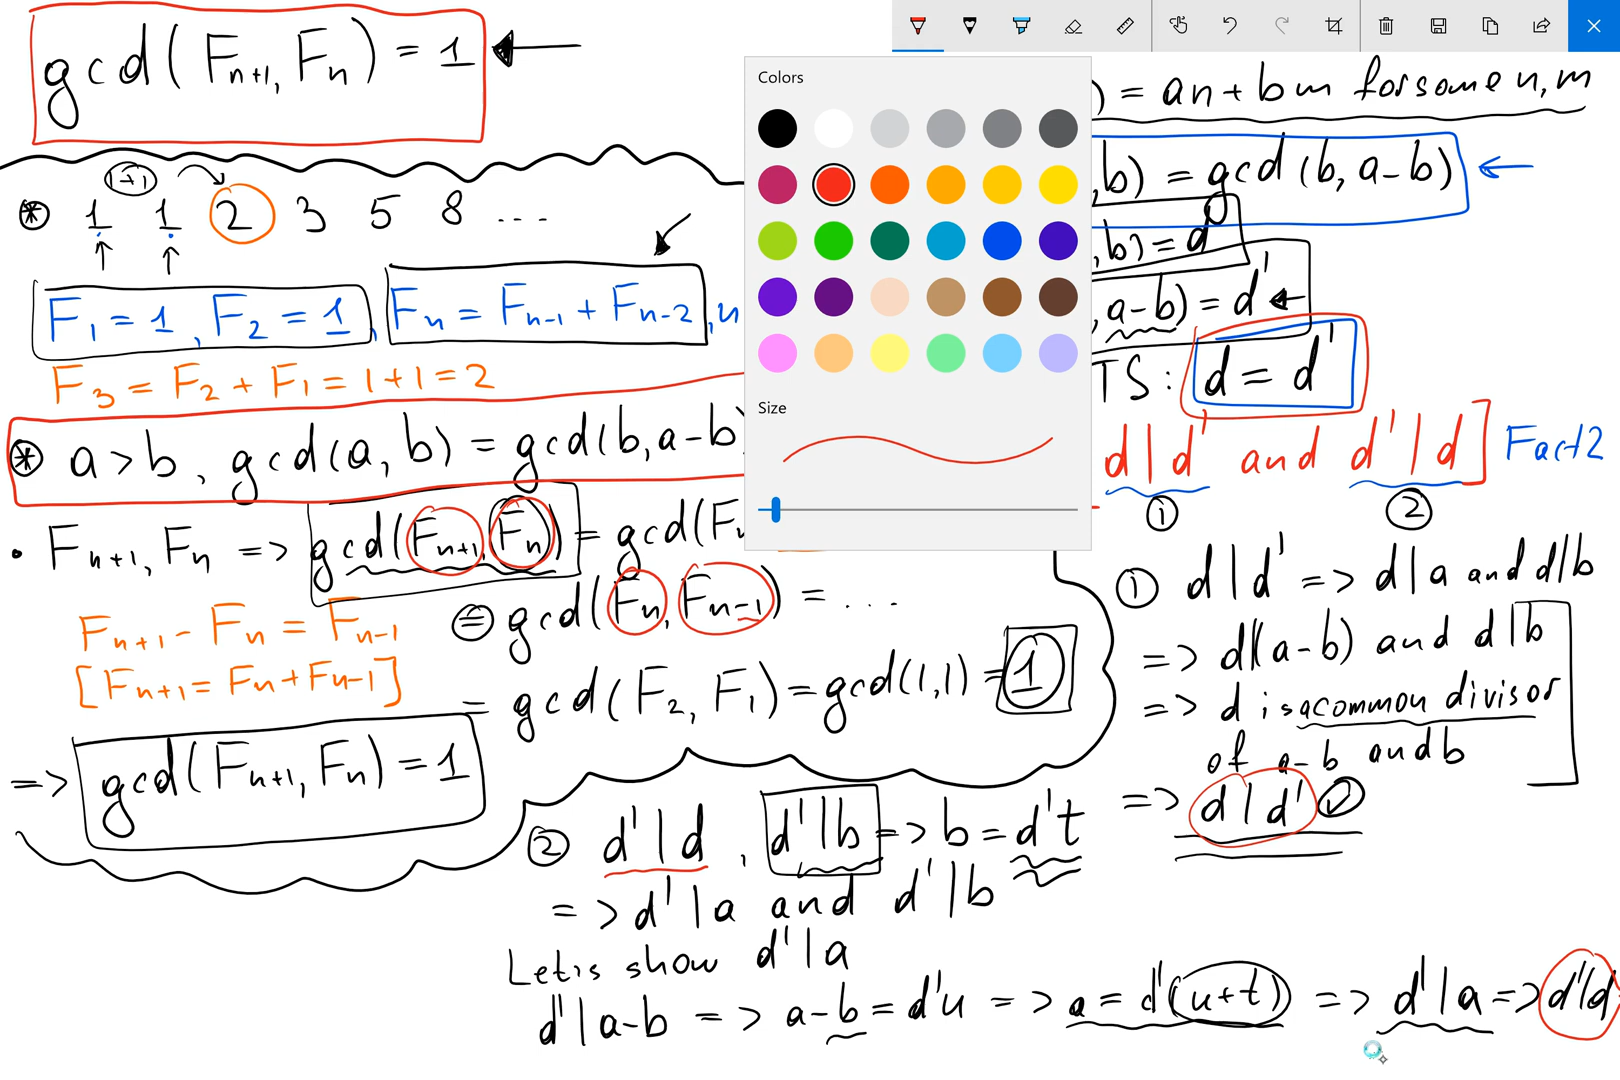 gcd(Fn+1, Fn) = 1
1+1
⊛ 1 1 2 3 5 8 ...
F1 = 1, F2 = 1, Fn = Fn-1 + Fn-2, n
F3 = F2 + F1 = 1+1 = 2
⊛ a > b, gcd(a, b) = gcd(b, a-b)
• Fn+1, Fn => gcd(Fn+1, Fn) = gcd(F
Fn+1 - Fn = Fn-1
[Fn+1 = Fn + Fn-1]
= gcd(Fn, Fn-1) = ...
= gcd(F2, F1) = gcd(1,1) = 1
=> gcd(Fn+1, Fn) = 1
Colors
Size
) = an + bm for some n, m
, b) = gcd(b, a-b)
, b) = d
, a-b) = d'
TS: d = d'
d | d' and d' | d] Fact 2
① ②
① d | d' => d | a and d | b
=> d | (a-b) and d | b
=> d is a common divisor
of a-b and b
=> d | d' ✓
② d' | d, d' | b => b = d't
=> d' | a and d' | b
Let's show d' | a
d' | a-b => a-b = d'u => a = d'(u+t) => d' | a => d' | d